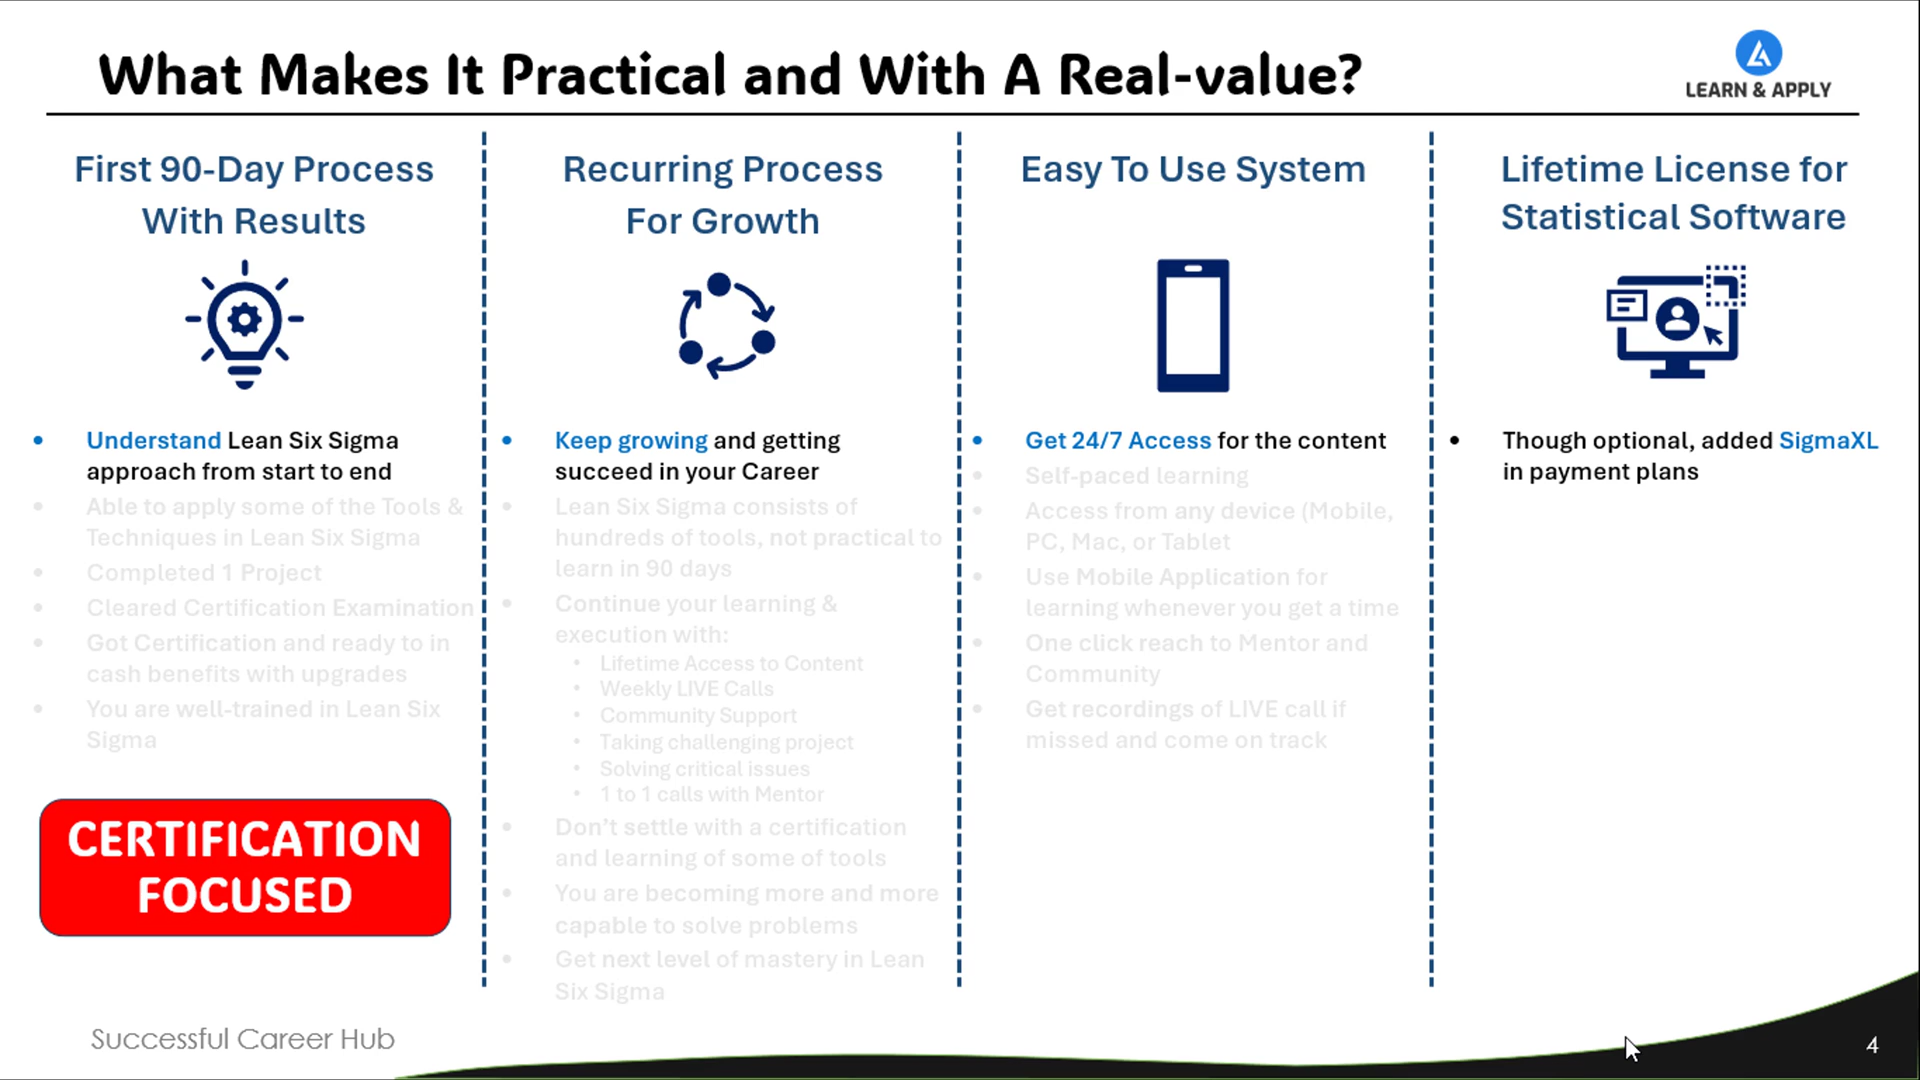 What Makes It Practical and With A Real-value?
LEARN & APPLY
First 90-Day Process
With Results
• Understand Lean Six Sigma
approach from start to end
• Able to apply some of the Tools &
Techniques in Lean Six Sigma
• Completed 1 Project
• Cleared Certification Examination
• Got Certification and ready to in
cash benefits with upgrades
• You are well-trained in Lean Six
Sigma
CERTIFICATION
FOCUSED
Recurring Process
For Growth
• Keep growing and getting
succeed in your Career
• Lean Six Sigma consists of
hundreds of tools, not practical to
learn in 90 days
• Continue your learning &
execution with:
• Lifetime Access to Content
• Weekly LIVE Calls
• Community Support
• Taking challenging project
• Solving critical issues
• 1 to 1 calls with Mentor
• Don't settle with a certification
and learning of some of tools
• You are becoming more and more
capable to solve problems
• Get next level of mastery in Lean
Six Sigma
Easy To Use System
• Get 24/7 Access for the content
• Self-paced learning
• Access from any device (Mobile,
PC, Mac, or Tablet
• Use Mobile Application for
learning whenever you get a time
• One click reach to Mentor and
Community
• Get recordings of LIVE call if
missed and come on track
Lifetime License for
Statistical Software
• Though optional, added SigmaXL
in payment plans
Successful Career Hub
4